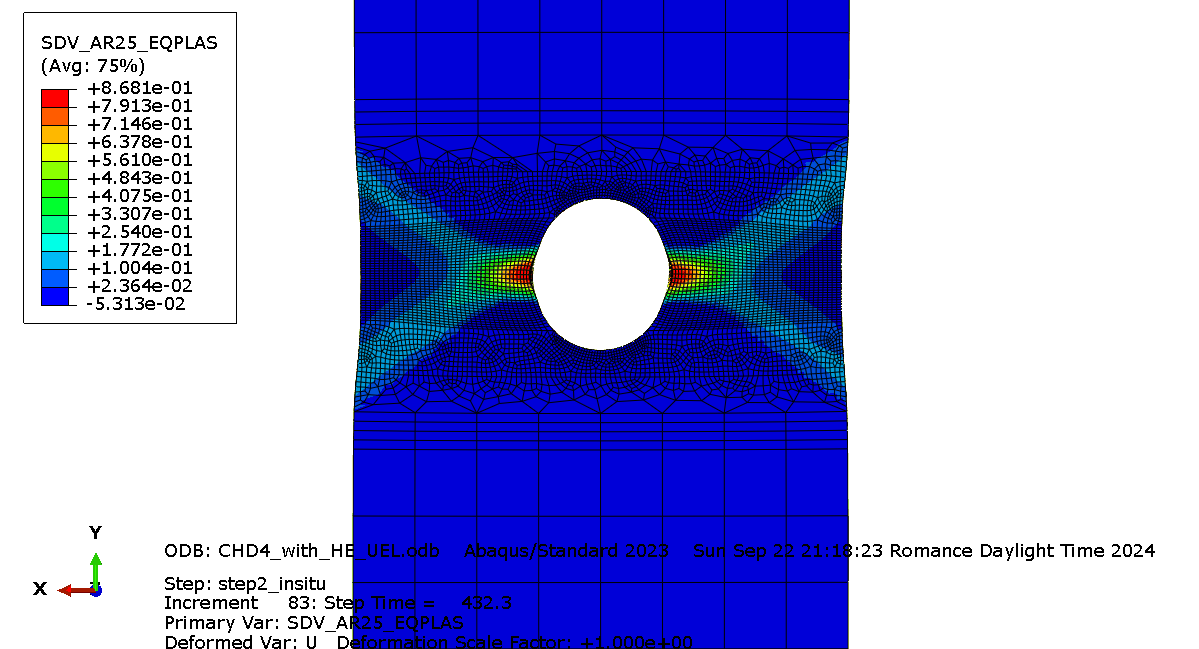 SDV_AR25_EQPLAS
(Avg: 75%)
+8.681e-01
+7.913e-01
+7.146e-01
+6.378e-01
+5.610e-01
+4.843e-01
+4.075e-01
+3.307e-01
+2.540e-01
+1.772e-01
+1.004e-01
+2.364e-02
-5.313e-02
Y
X
Z
ODB: CHD4_with_HE_UEL.odb Abaqus/Standard 2023 Sun Sep 22 21:18:23 Romance Daylight Time 2024
Step: step2_insitu
Increment 83: Step Time = 432.3
Primary Var: SDV_AR25_EQPLAS
Deformed Var: U Deformation Scale Factor: +1.000e+00